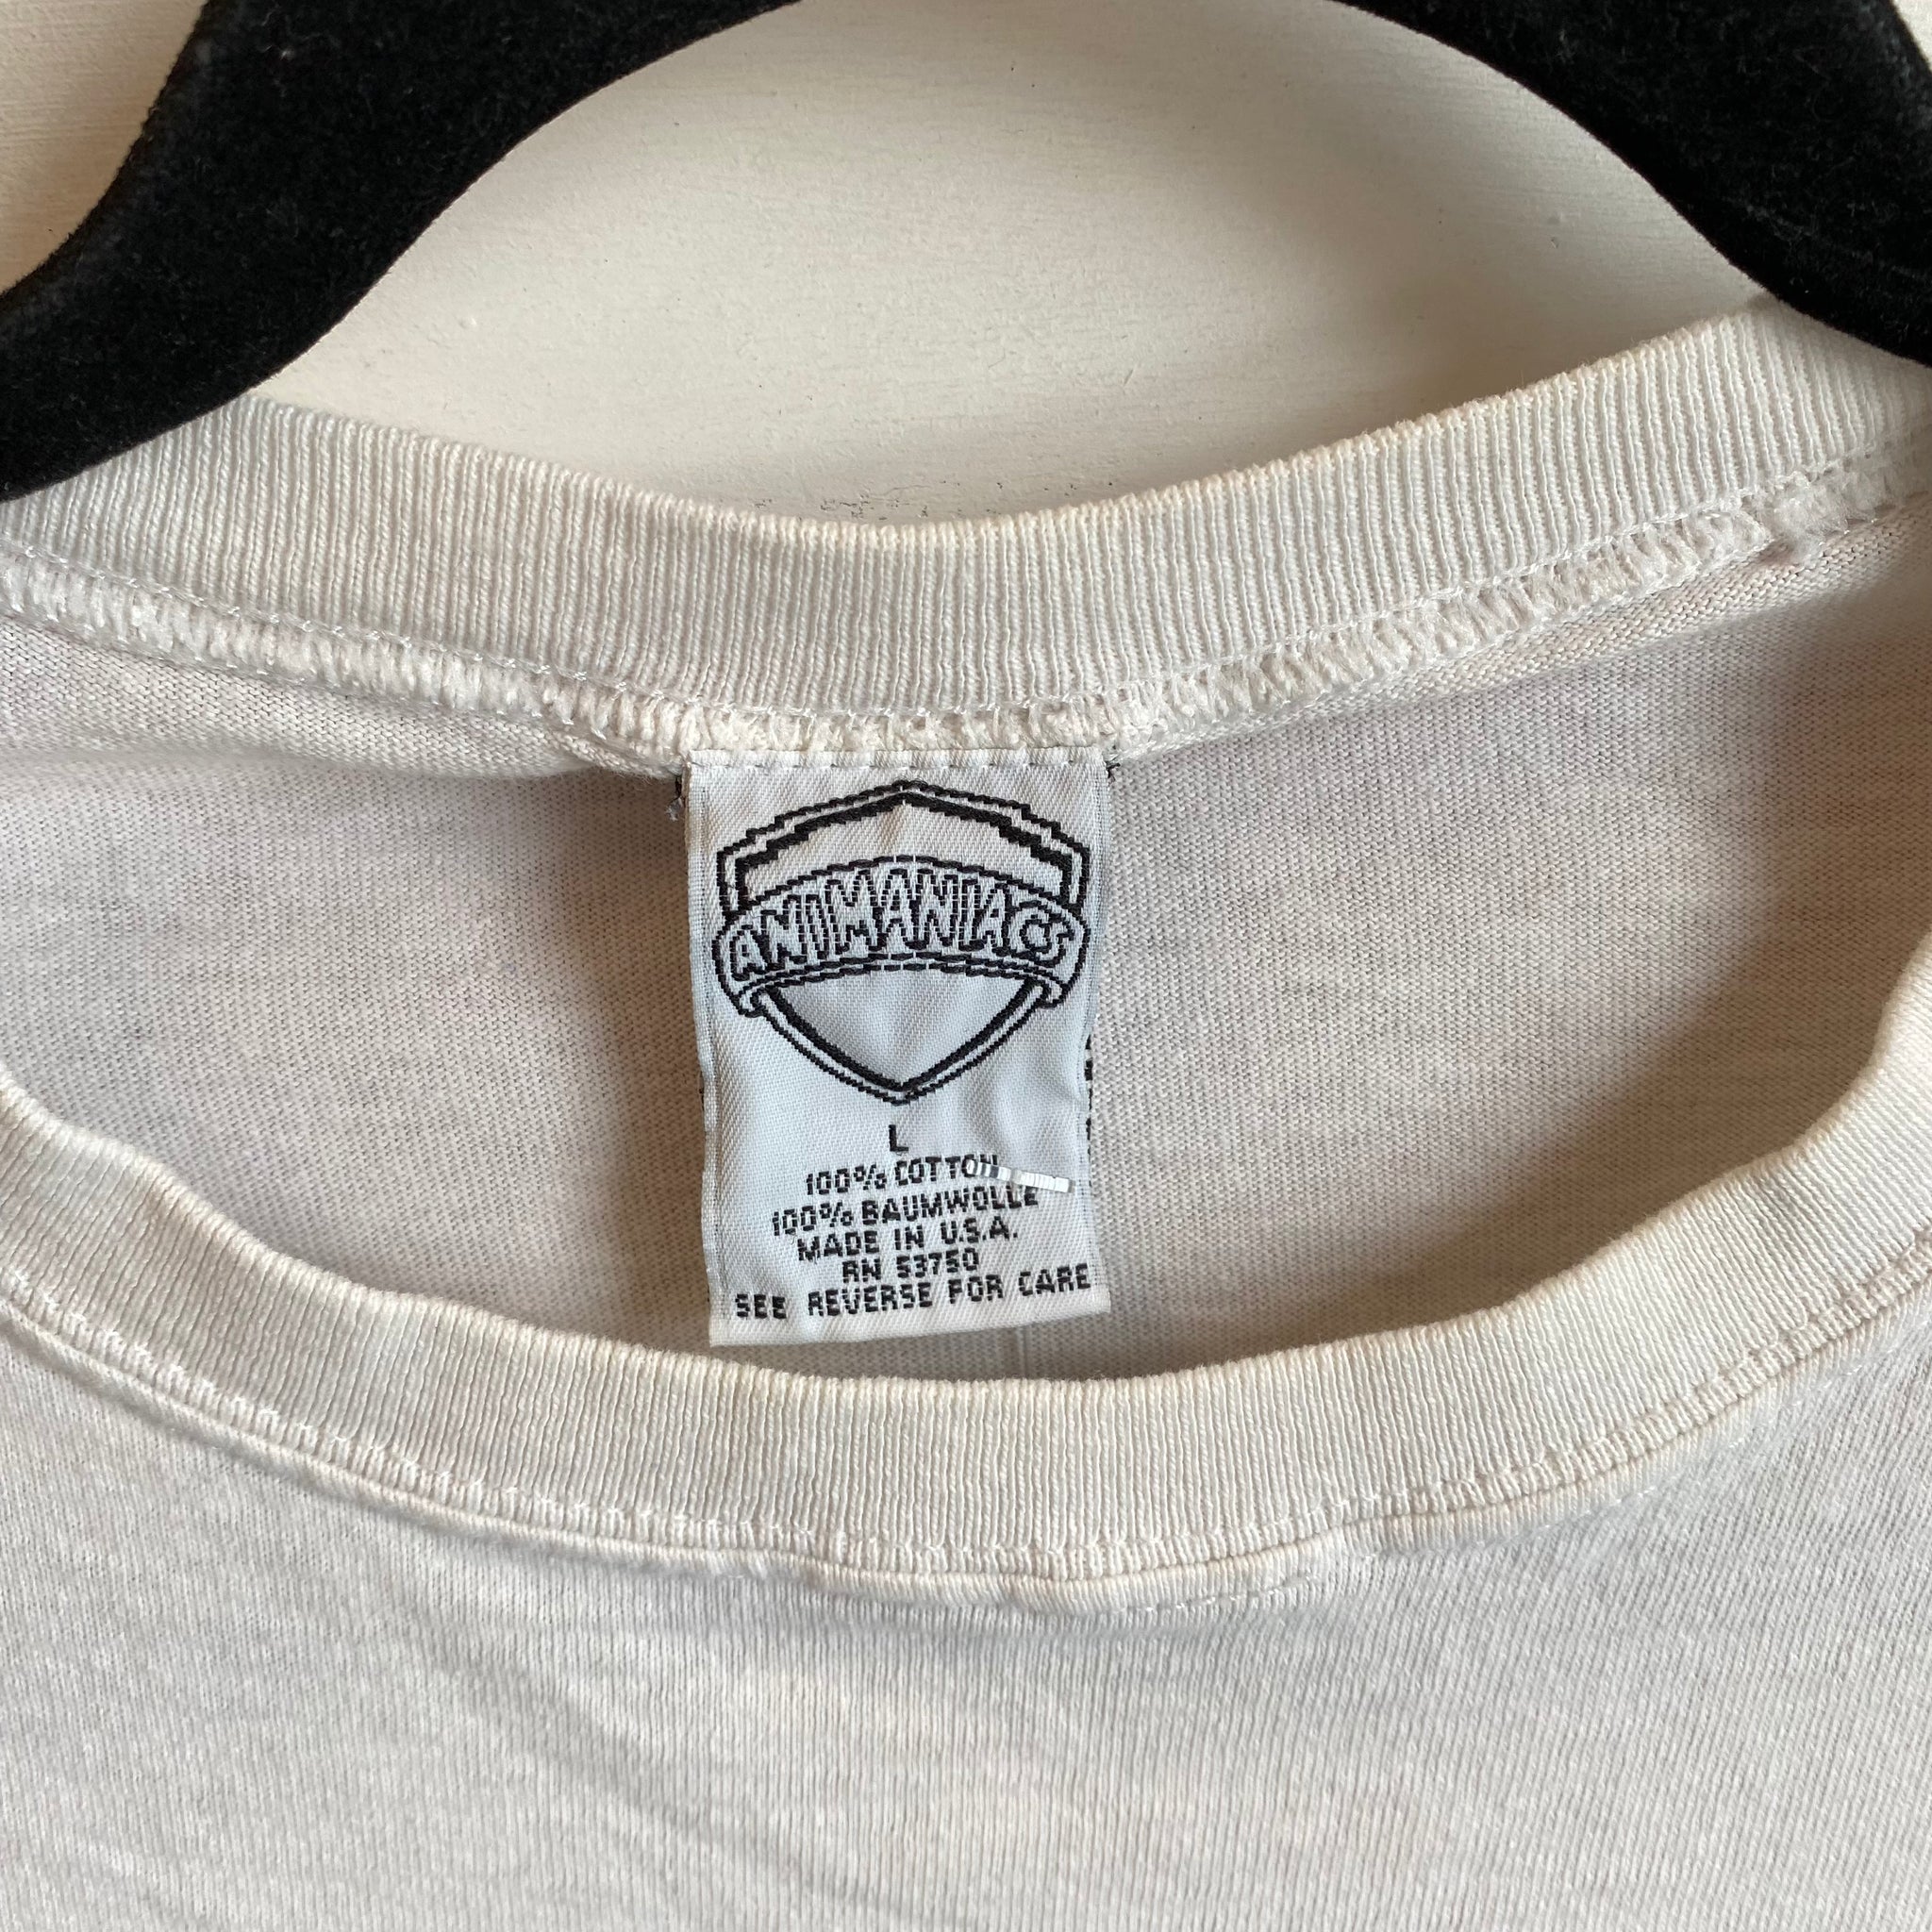 ANIMANIACS
L
100% COTTON
100% BAUMWOLLE
MADE IN U.S.A.
RN 53750
SEE REVERSE FOR CARE